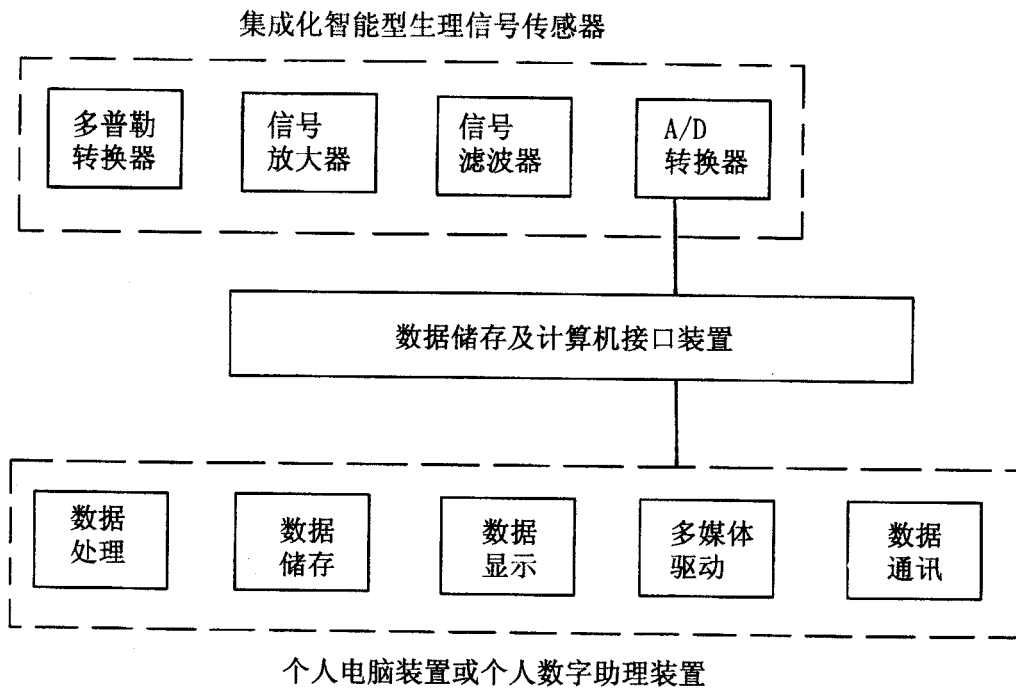 集成化智能型生理信号传感器
多普勒
转换器
信号
放大器
信号
滤波器
A/D
转换器
数据储存及计算机接口装置
数据
处理
数据
储存
数据
显示
多媒体
驱动
数据
通讯
个人电脑装置或个人数字助理装置